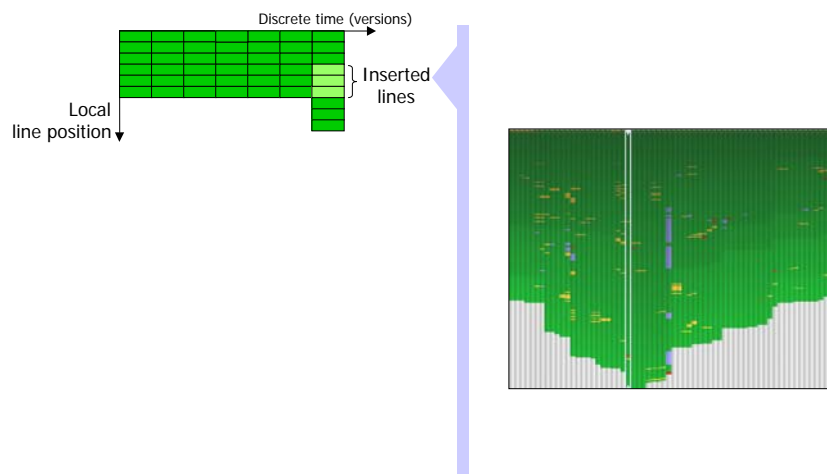 Discrete time (versions)
Inserted
lines
Local
line position